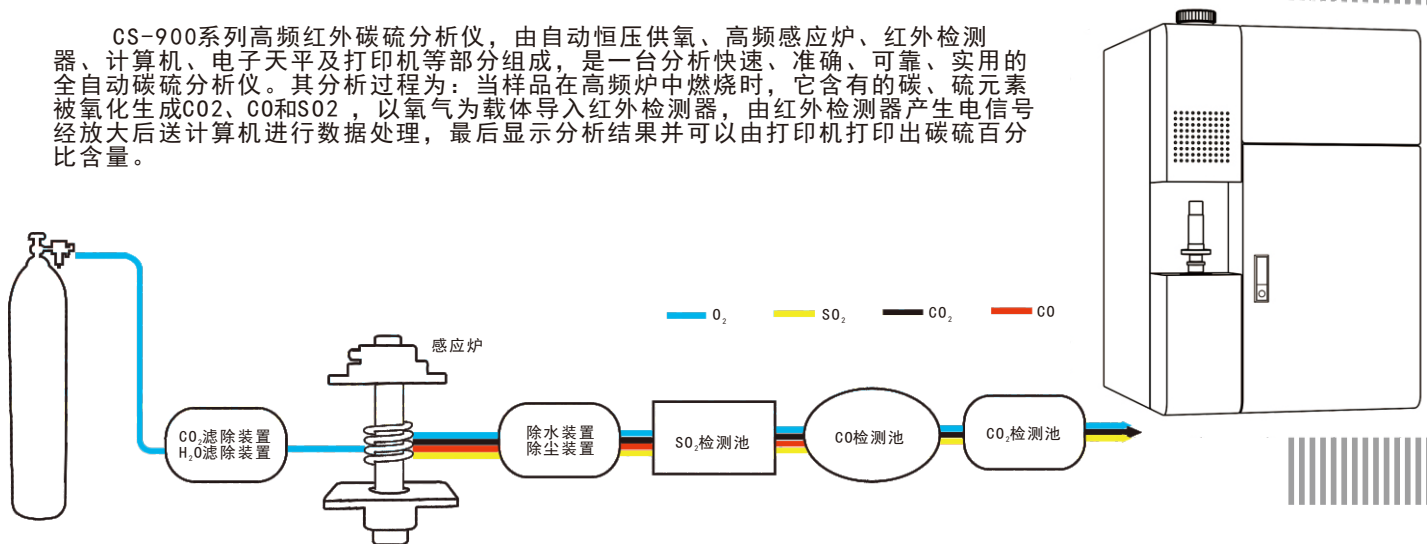 CS-900系列高频红外碳硫分析仪，由自动恒压供氧、高频感应炉、红外检测
器、计算机、电子天平及打印机等部分组成，是一台分析快速、准确、可靠、实用的
全自动碳硫分析仪。其分析过程为：当样品在高频炉中燃烧时，它含有的碳、硫元素
被氧化生成CO2、CO和SO2 ，以氧气为载体导入红外检测器，由红外检测器产生电信号
经放大后送计算机进行数据处理，最后显示分析结果并可以由打印机打印出碳硫百分
比含量。
O₂ SO₂ CO₂ CO
感应炉
CO₂滤除装置
H₂O滤除装置
除水装置
除尘装置
SO₂检测池
CO检测池
CO₂检测池